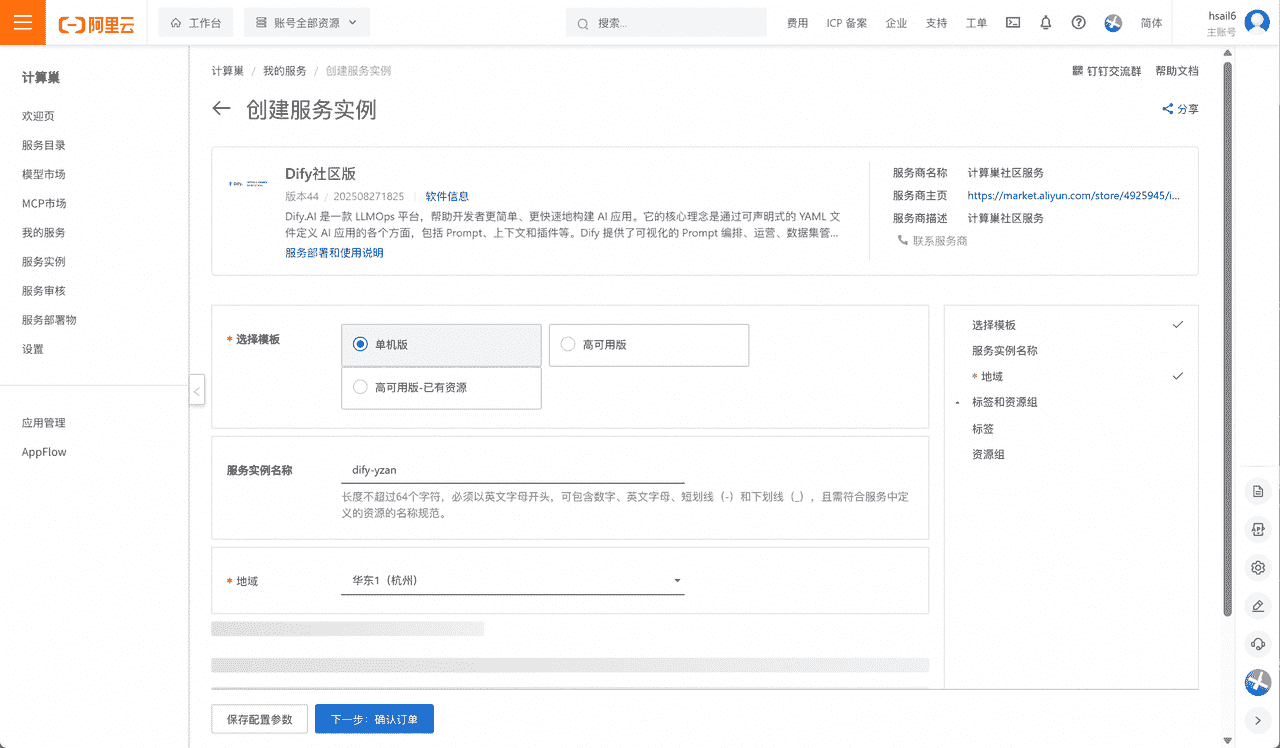 阿里云
工作台
账号全部资源
搜索...
费用
ICP 备案
企业
支持
工单
简体
hsail6
主账号
计算巢
欢迎页
服务目录
模型市场
MCP市场
我的服务
服务实例
服务审核
服务部署物
设置
应用管理
AppFlow
计算巢 / 我的服务 / 创建服务实例
钉钉交流群 帮助文档
创建服务实例
分享
Dify社区版
版本44 / 202508271825 软件信息
Dify.AI 是一款 LLMOps 平台，帮助开发者更简单、更快速地构建 AI 应用。它的核心理念是通过可声明式的 YAML 文
件定义 AI 应用的各个方面，包括 Prompt、上下文和插件等。Dify 提供了可视化的 Prompt 编排、运营、数据集管...
服务部署和使用说明
服务商名称 计算巢社区服务
服务商主页 https://market.aliyun.com/store/4925945/i...
服务商描述 计算巢社区服务
联系服务商
* 选择模板
单机版
高可用版
高可用版-已有资源
服务实例名称
dify-yzan
长度不超过64个字符，必须以英文字母开头，可包含数字、英文字母、短划线（-）和下划线（_），且需符合服务中定
义的资源的名称规范。
* 地域
华东1（杭州）
选择模板
服务实例名称
* 地域
标签和资源组
标签
资源组
保存配置参数
下一步：确认订单